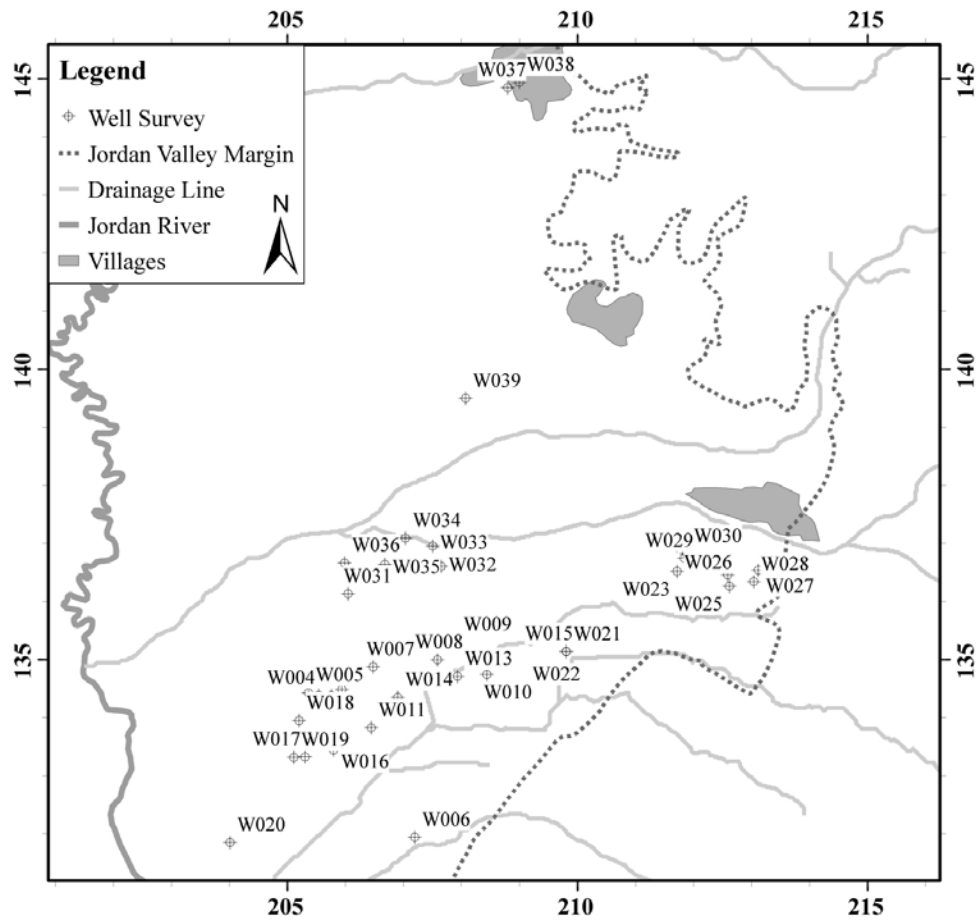 205 210 215
145 145
Legend
Well Survey
Jordan Valley Margin
Drainage Line
Jordan River
Villages
N
W037 W038
140 140
W039
W034
W036 W033
W035 W032
W031
W030
W029
W026 W028
W023 W027
W025
135 135
W009
W007 W008 W015 W021
W013
W004 W005 W014 W022
W018 W010
W011
W017 W019
W016
W020 W006
205 210 215